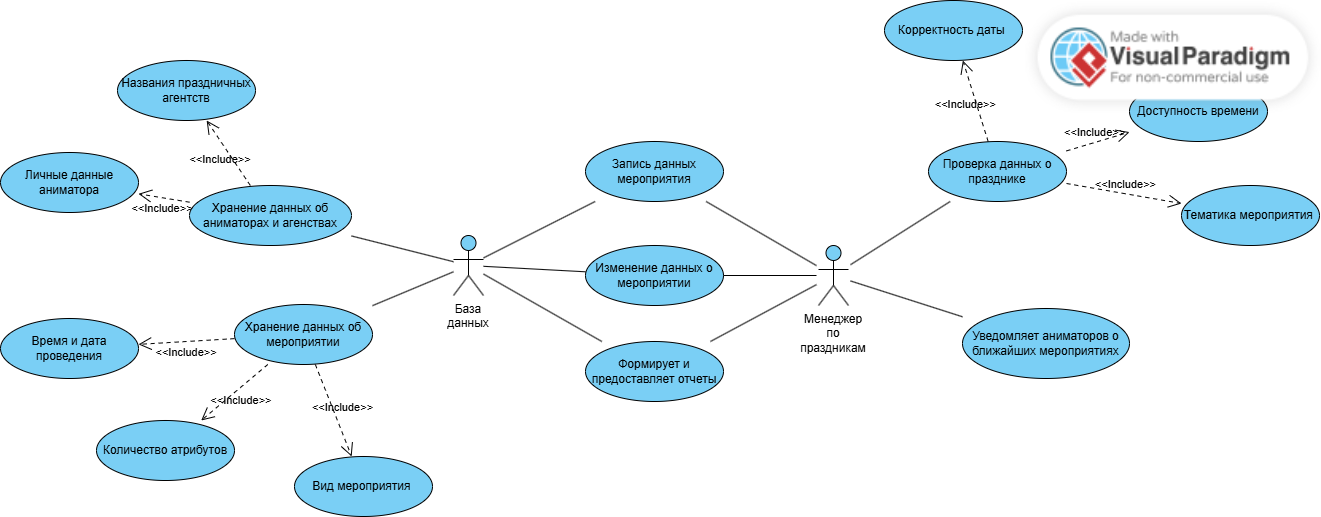 Корректность даты
Made with
Visual Paradigm
For non-commercial use
Названия праздничных
агентств
<<Include>>
Доступность времени
<<Include>>
<<Include>>
Запись данных
мероприятия
Проверка данных о
празднике
Личные данные
аниматора
<<Include>>
<<Include>>
Хранение данных об
аниматорах и агенствах
Тематика мероприятия
Изменение данных о
мероприятии
База
данных
Менеджер
по
праздникам
Время и дата
проведения
<<Include>>
Хранение данных об
мероприятии
Уведомляет аниматоров о
ближайших мероприятиях
Формирует и
предоставляет отчеты
<<Include>>
<<Include>>
Количество атрибутов
Вид мероприятия